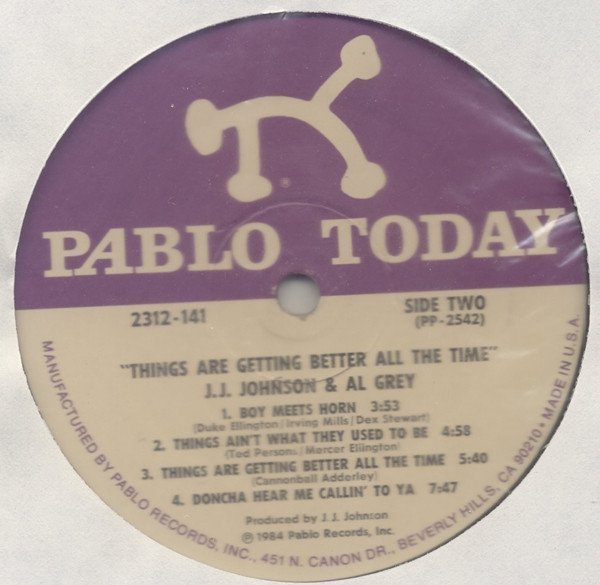 ®
PABLO TODAY
2312-141
SIDE TWO
(PP-2542)
"THINGS ARE GETTING BETTER ALL THE TIME"
J.J. JOHNSON & AL GREY
1. BOY MEETS HORN 3:53
(Duke Ellington/Irving Mills/Dex Stewart)
2. THINGS AIN'T WHAT THEY USED TO BE 4:58
(Ted Persons/Mercer Ellington)
3. THINGS ARE GETTING BETTER ALL THE TIME 5:40
(Cannonball Adderley)
4. DONCHA HEAR ME CALLIN' TO YA 7:47
Produced by J.J. Johnson
℗ 1984 Pablo Records, Inc.
MANUFACTURED BY PABLO RECORDS, INC., 451 N. CANON DR., BEVERLY HILLS, CA 90210 • MADE IN U.S.A.